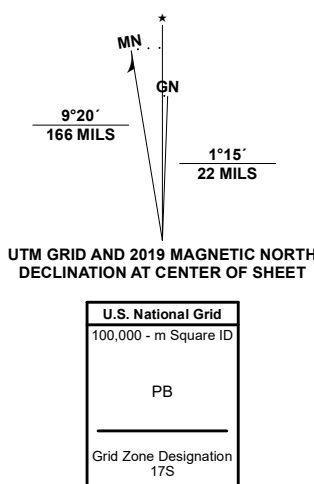 ★
MN
GN
9°20´
166 MILS
1°15´
22 MILS
UTM GRID AND 2019 MAGNETIC NORTH
DECLINATION AT CENTER OF SHEET
U.S. National Grid
100,000 - m Square ID
PB
Grid Zone Designation
17S